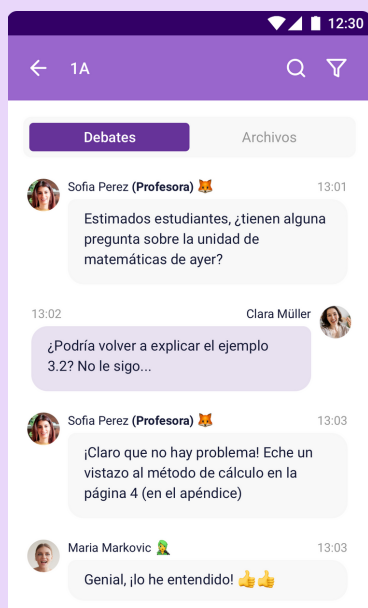 12:30
1A
Debates
Archivos
Sofia Perez (Profesora) 🦊 13:01
Estimados estudiantes, ¿tienen alguna
pregunta sobre la unidad de
matemáticas de ayer?
13:02 Clara Müller
¿Podría volver a explicar el ejemplo
3.2? No le sigo...
Sofia Perez (Profesora) 🦊 13:03
¡Claro que no hay problema! Eche un
vistazo al método de cálculo en la
página 4 (en el apéndice)
Maria Markovic 13:03
Genial, ¡lo he entendido! 👍👍